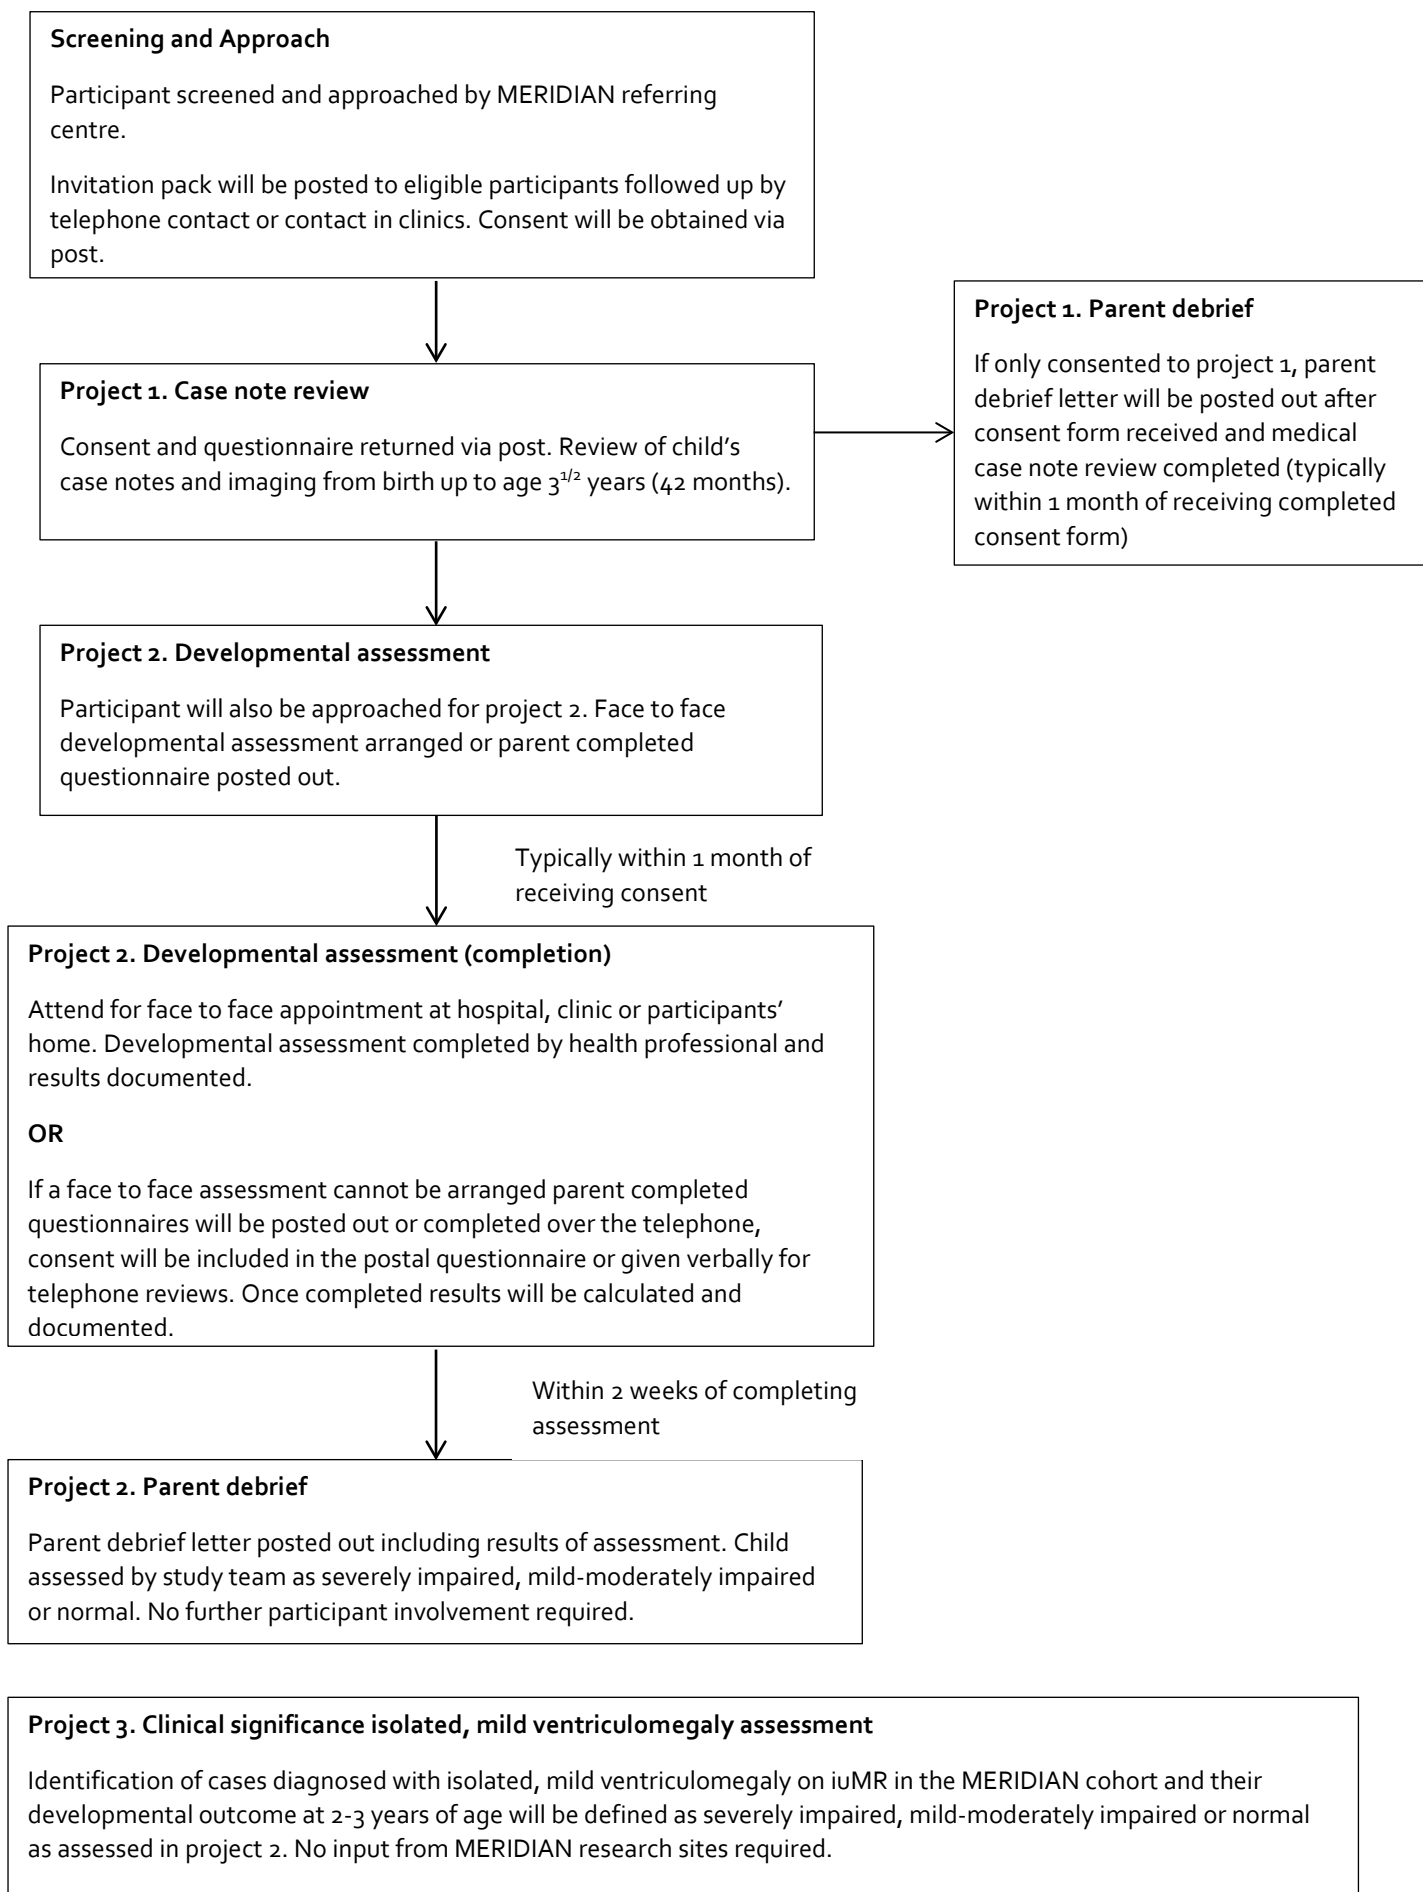 Screening and Approach
Participant screened and approached by MERIDIAN referring
centre.
Invitation pack will be posted to eligible participants followed up by
telephone contact or contact in clinics. Consent will be obtained via
post.
Project 1. Parent debrief
If only consented to project 1, parent
debrief letter will be posted out after
consent form received and medical
case note review completed (typically
within 1 month of receiving completed
consent form)
Project 1. Case note review
Consent and questionnaire returned via post. Review of child's
case notes and imaging from birth up to age 3^1/2 years (42 months).
Project 2. Developmental assessment
Participant will also be approached for project 2. Face to face
developmental assessment arranged or parent completed
questionnaire posted out.
Typically within 1 month of
receiving consent
Project 2. Developmental assessment (completion)
Attend for face to face appointment at hospital, clinic or participants'
home. Developmental assessment completed by health professional and
results documented.
OR
If a face to face assessment cannot be arranged parent completed
questionnaires will be posted out or completed over the telephone,
consent will be included in the postal questionnaire or given verbally for
telephone reviews. Once completed results will be calculated and
documented.
Within 2 weeks of completing
assessment
Project 2. Parent debrief
Parent debrief letter posted out including results of assessment. Child
assessed by study team as severely impaired, mild-moderately impaired
or normal. No further participant involvement required.
Project 3. Clinical significance isolated, mild ventriculomegaly assessment
Identification of cases diagnosed with isolated, mild ventriculomegaly on iuMR in the MERIDIAN cohort and their
developmental outcome at 2-3 years of age will be defined as severely impaired, mild-moderately impaired or normal
as assessed in project 2. No input from MERIDIAN research sites required.